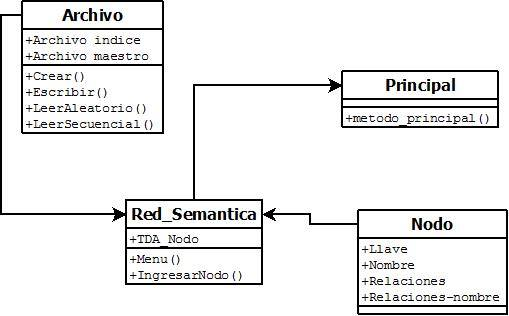 Archivo
+Archivo indice
+Archivo maestro
+Crear()
+Escribir()
+LeerAleatorio()
+LeerSecuencial()
Principal
+metodo_principal()
Red_Semantica
+TDA_Nodo
+Menu()
+IngresarNodo()
Nodo
+Llave
+Nombre
+Relaciones
+Relaciones-nombre